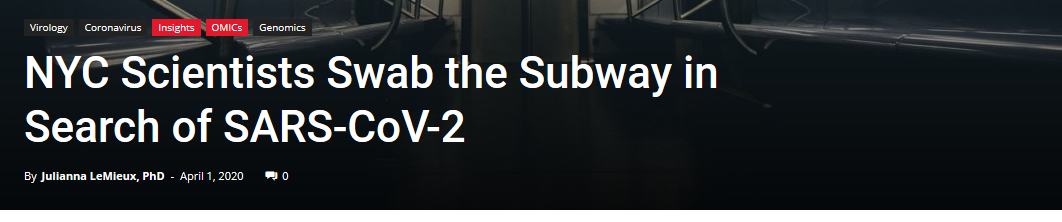 Virology Coronavirus Insights OMICs Genomics
NYC Scientists Swab the Subway in
Search of SARS-CoV-2
By Julianna LeMieux, PhD - April 1, 2020 0